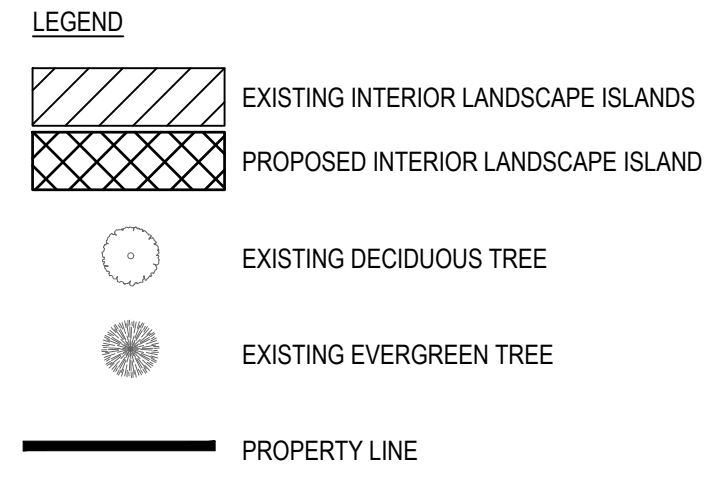 LEGEND
EXISTING INTERIOR LANDSCAPE ISLANDS
PROPOSED INTERIOR LANDSCAPE ISLAND
EXISTING DECIDUOUS TREE
EXISTING EVERGREEN TREE
PROPERTY LINE